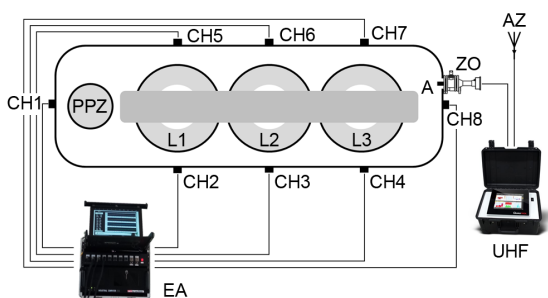 AZ
CH5 CH6 CH7
ZO
A
CH1 PPZ
CH8
L1 L2 L3
CH2 CH3 CH4
UHF
EA